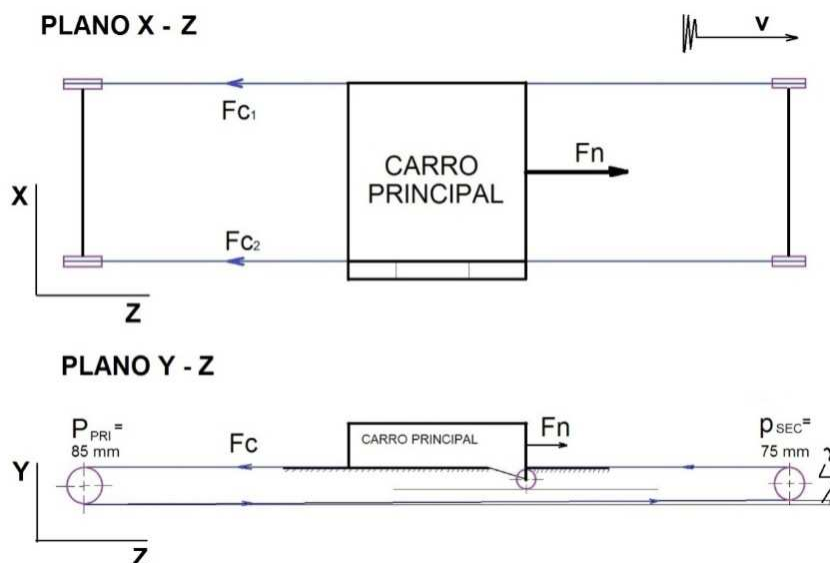 PLANO X - Z
v
Fc1
CARRO
PRINCIPAL
Fn
X
Fc2
Z
PLANO Y - Z
PPRI=
85 mm
Fc
CARRO PRINCIPAL
Fn
pSEC=
75 mm
Y
Z